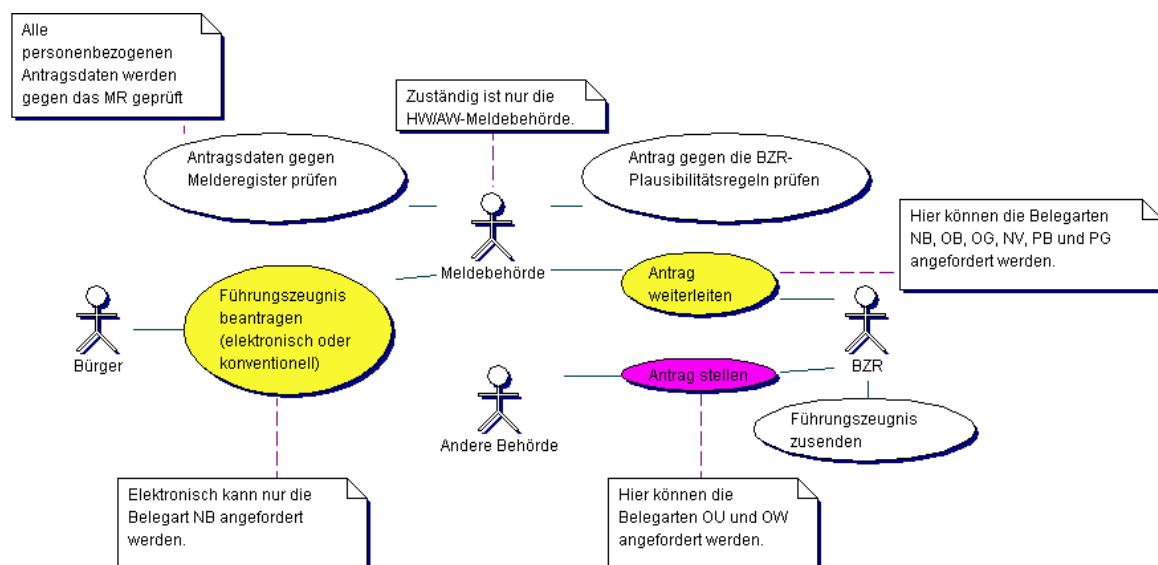 Alle
personenbezogenen
Antragsdaten werden
gegen das MR geprüft
Zuständig ist nur die
HW/AW-Meldebehörde.
Antragsdaten gegen
Melderegister prüfen
Antrag gegen die BZR-
Plausibilitätsregeln prüfen
Hier können die Belegarten
NB, OB, OG, NV, PB und PG
angefordert werden.
Meldebehörde
Führungszeugnis
beantragen
(elektronisch oder
konventionell)
Antrag
weiterleiten
Bürger
BZR
Antrag stellen
Andere Behörde
Führungszeugnis
zusenden
Elektronisch kann nur die
Belegart NB angefordert
werden.
Hier können die
Belegarten OU und OW
angefordert werden.